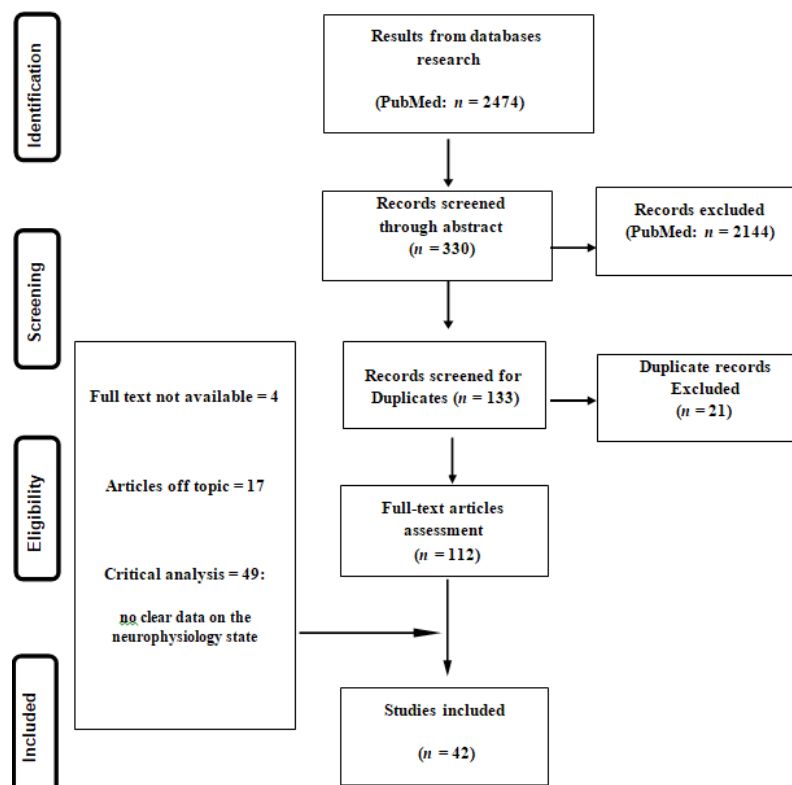 Identification
Results from databases
research
(PubMed: n = 2474)
Records screened
through abstract
(n = 330)
Records excluded
(PubMed: n = 2144)
Screening
Records screened for
Duplicates (n = 133)
Duplicate records
Excluded
(n = 21)
Full text not available = 4
Articles off topic = 17
Critical analysis = 49:
no clear data on the
neurophysiology state
Eligibility
Full-text articles
assessment
(n = 112)
Included
Studies included
(n = 42)